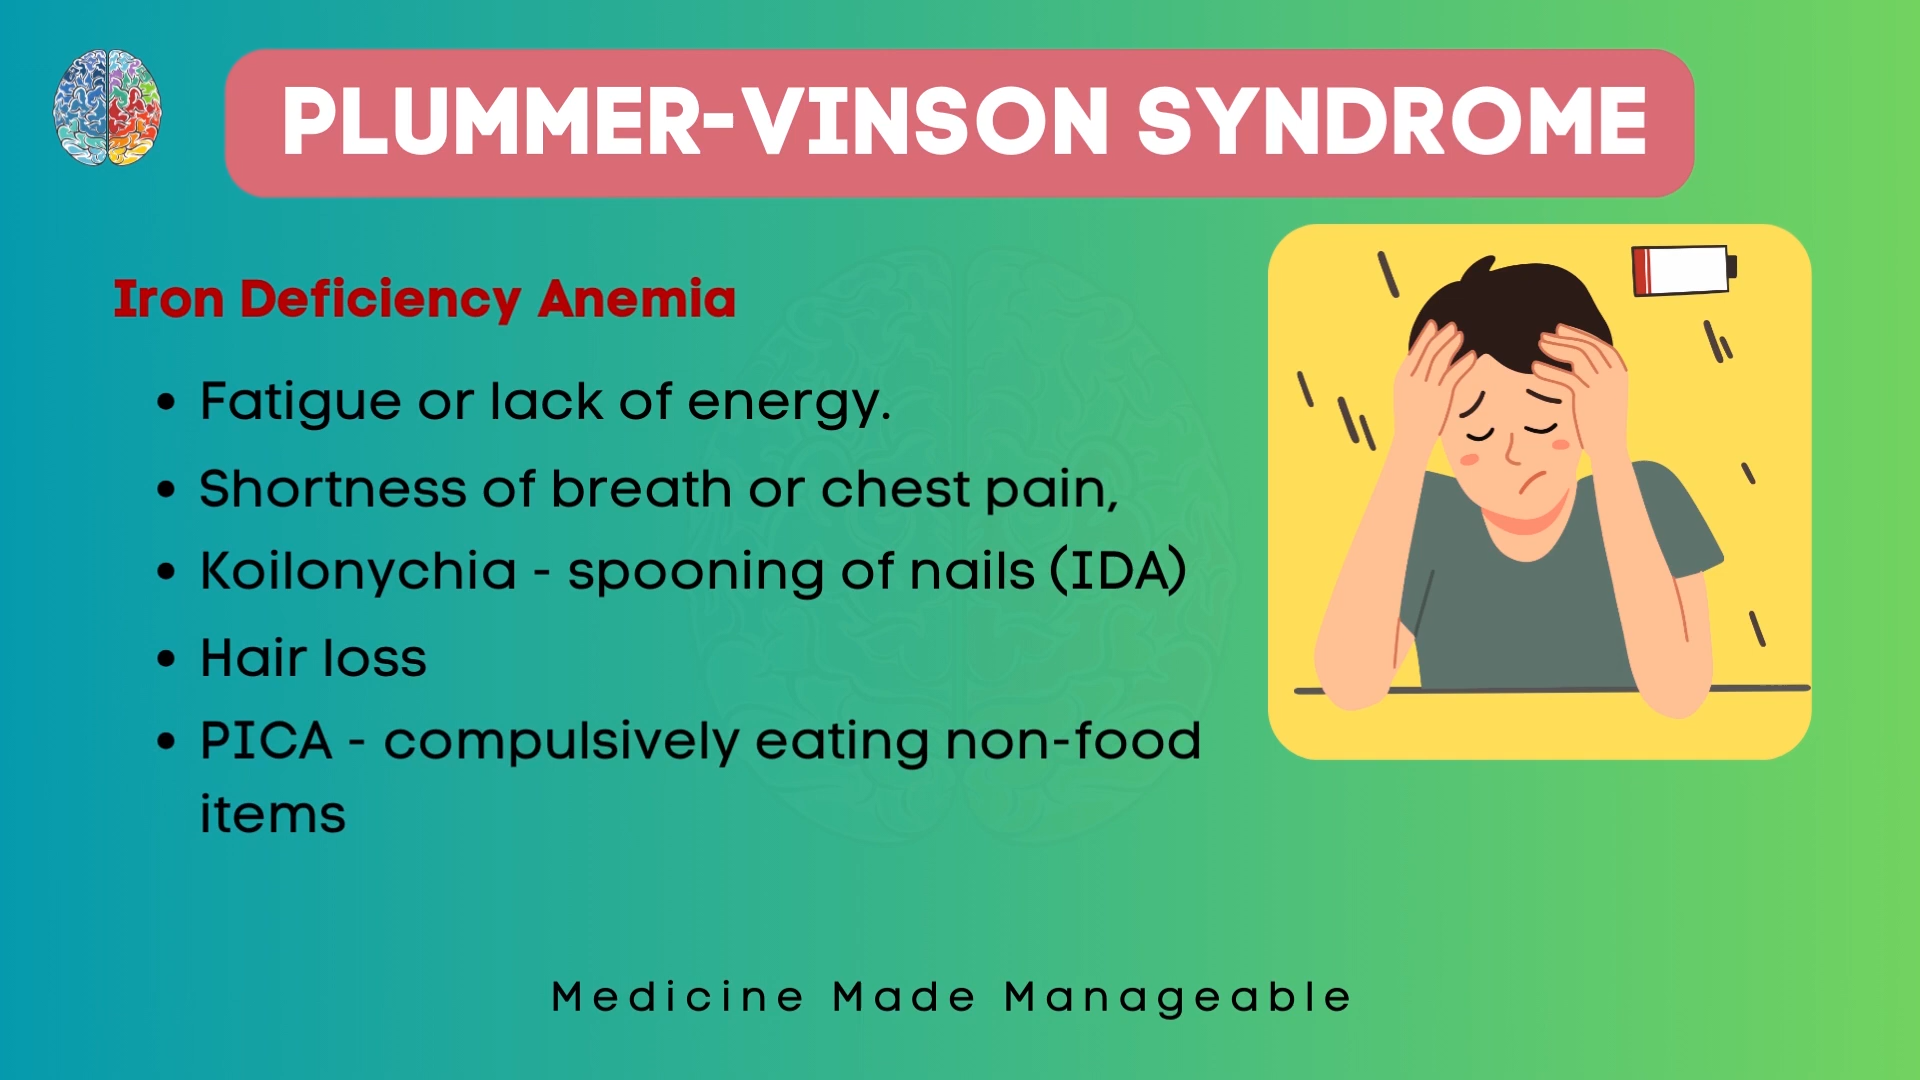 PLUMMER-VINSON SYNDROME
Iron Deficiency Anemia
• Fatigue or lack of energy.
• Shortness of breath or chest pain,
• Koilonychia - spooning of nails (IDA)
• Hair loss
• PICA - compulsively eating non-food
items
Medicine Made Manageable